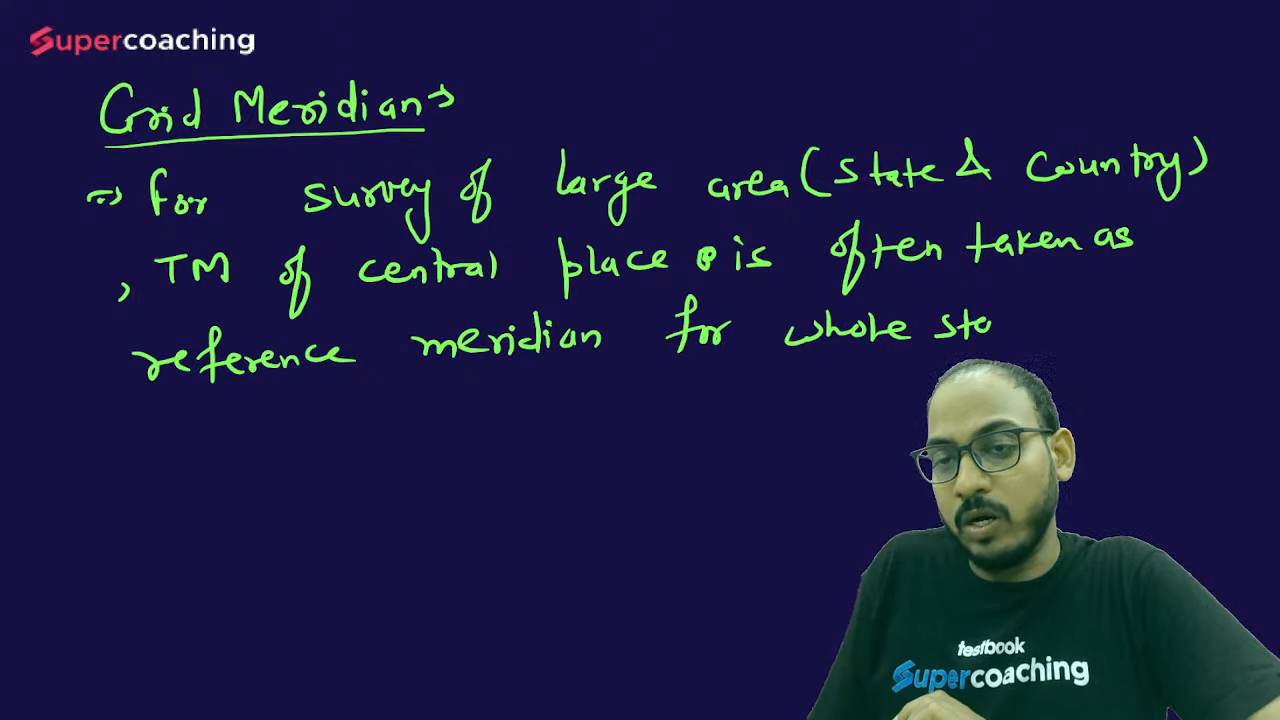 Supercoaching
Grid Meridian →
→ for survey of large area (state & country)
, TM of central place is often taken as
reference meridian for whole sta
testbook
Supercoaching